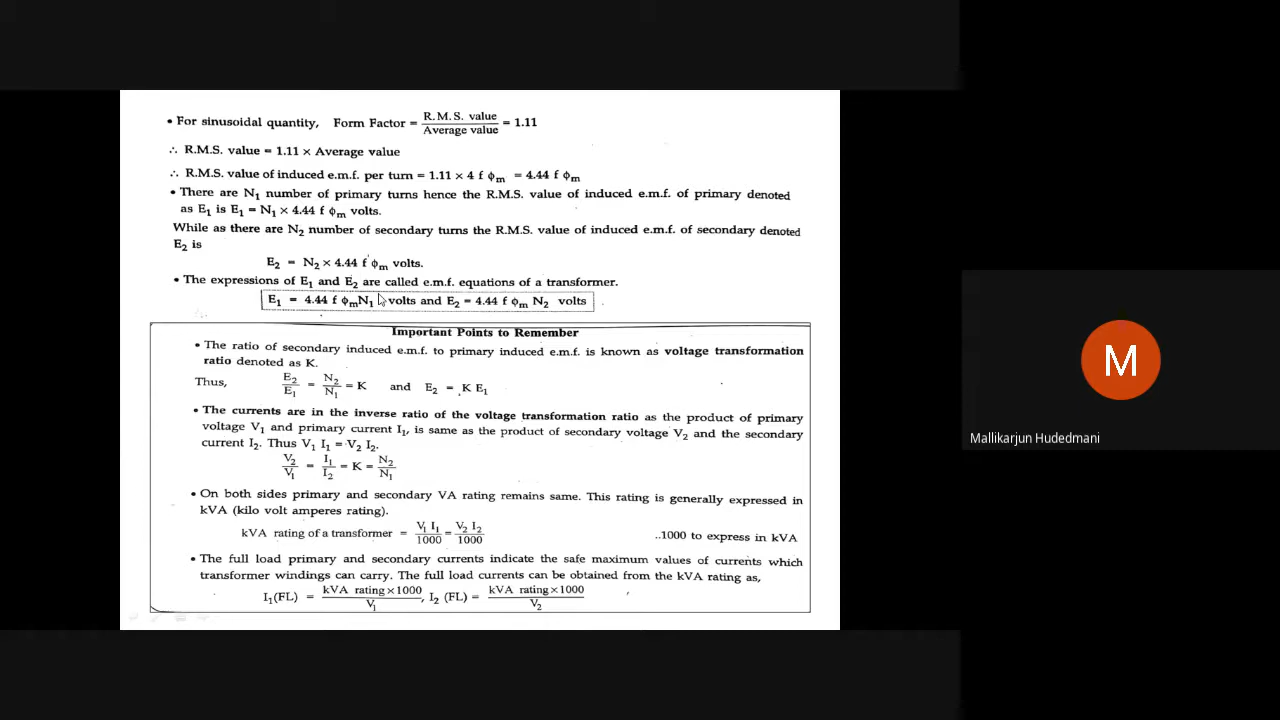 • For sinusoidal quantity, Form Factor = R.M.S. value / Average value = 1.11
∴ R.M.S. value = 1.11 × Average value
∴ R.M.S. value of induced e.m.f. per turn = 1.11 × 4 f ϕm = 4.44 f ϕm
• There are N1 number of primary turns hence the R.M.S. value of induced e.m.f. of primary denoted
as E1 is E1 = N1 × 4.44 f ϕm volts.
While as there are N2 number of secondary turns the R.M.S. value of induced e.m.f. of secondary denoted
E2 is
E2 = N2 × 4.44 f ϕm volts.
• The expressions of E1 and E2 are called e.m.f. equations of a transformer.
E1 = 4.44 f ϕm N1 volts and E2 = 4.44 f ϕm N2 volts
Important Points to Remember
• The ratio of secondary induced e.m.f. to primary induced e.m.f. is known as voltage transformation
ratio denoted as K.
Thus, E2/E1 = N2/N1 = K and E2 = K E1
• The currents are in the inverse ratio of the voltage transformation ratio as the product of primary
voltage V1 and primary current I1, is same as the product of secondary voltage V2 and the secondary
current I2. Thus V1 I1 = V2 I2.
V2/V1 = I1/I2 = K = N2/N1
• On both sides primary and secondary VA rating remains same. This rating is generally expressed in
kVA (kilo volt amperes rating).
kVA rating of a transformer = V1 I1/1000 = V2 I2/1000 ..1000 to express in kVA
• The full load primary and secondary currents indicate the safe maximum values of currents which
transformer windings can carry. The full load currents can be obtained from the kVA rating as,
I1(FL) = kVA rating×1000/V1, I2 (FL) = kVA rating×1000/V2
M
Mallikarjun Hudedmani